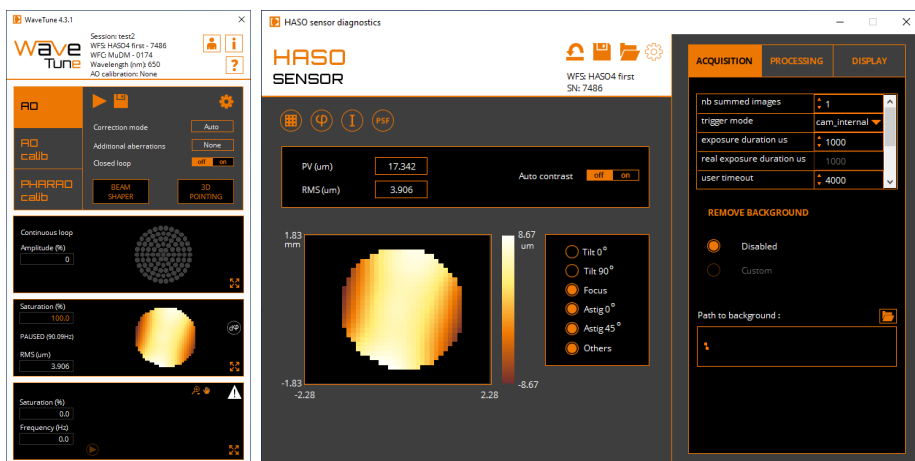 WaveTune 4.3.1
Wave
Tune
Session: test2
WFS: HASO4 first - 7486
WFC: MuDM - 0174
Wavelength (nm): 650
AO calibration: None
i
?
AO
AO
calib
PHARAO
calib
Correction mode
Auto
Additional aberrations
None
Closed loop
off on
BEAM
SHAPER
3D
POINTING
Continuous loop
Amplitude (%)
0
Saturation (%)
100.0
PAUSED (90.09Hz)
RMS (um)
3.906
Saturation (%)
0.0
Frequency (Hz)
0.0
HASO sensor diagnostics
HASO
SENSOR
WFS: HASO4 first
SN: 7486
φ
I
PSF
PV (um)
17.342
RMS (um)
3.906
Auto contrast
off on
1.83
mm
-1.83
-2.28
2.28
8.67
um
-8.67
Tilt 0°
Tilt 90°
Focus
Astig 0°
Astig 45°
Others
ACQUISITION
PROCESSING
DISPLAY
nb summed images
1
trigger mode
cam_internal
exposure duration us
1000
real exposure duration us
1000
user timeout
4000
REMOVE BACKGROUND
Disabled
Custom
Path to background :